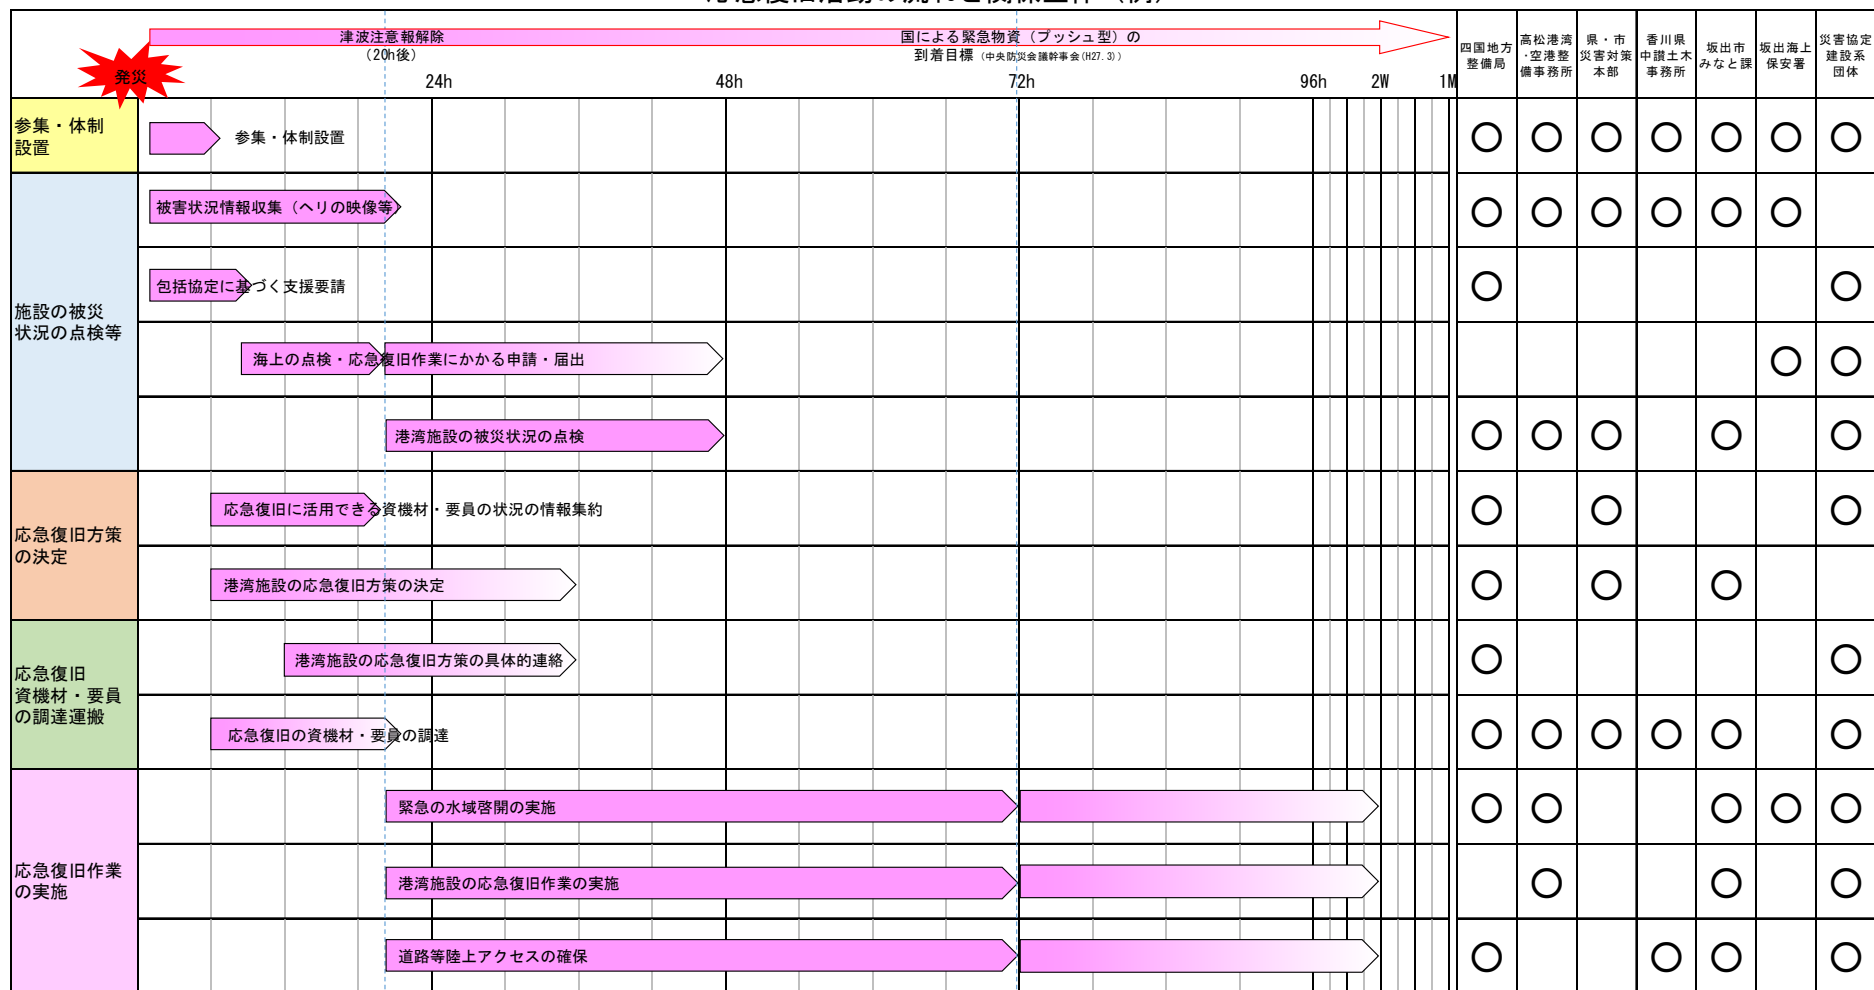 応急復旧活動の流れと関係主体（例）
津波注意報解除
（20h後）
国による緊急物資（プッシュ型）の
到着目標（中央防災会議幹事会(H27.3)）
発災
24h
48h
72h
96h
2W
1M
四国地方
整備局
高松港湾
・空港整
備事務所
県・市
災害対策
本部
香川県
中讃土木
事務所
坂出市
みなと課
坂出海上
保安署
災害協定
建設系
団体
参集・体制
設置
参集・体制設置
施設の被災
状況の点検等
被害状況情報収集（ヘリの映像等）
包括協定に基づく支援要請
海上の点検・応急復旧作業にかかる申請・届出
港湾施設の被災状況の点検
応急復旧方策
の決定
応急復旧に活用できる資機材・要員の状況の情報集約
港湾施設の応急復旧方策の決定
応急復旧
資機材・要員
の調達運搬
港湾施設の応急復旧方策の具体的連絡
応急復旧の資機材・要員の調達
応急復旧作業
の実施
緊急の水域啓開の実施
港湾施設の応急復旧作業の実施
道路等陸上アクセスの確保